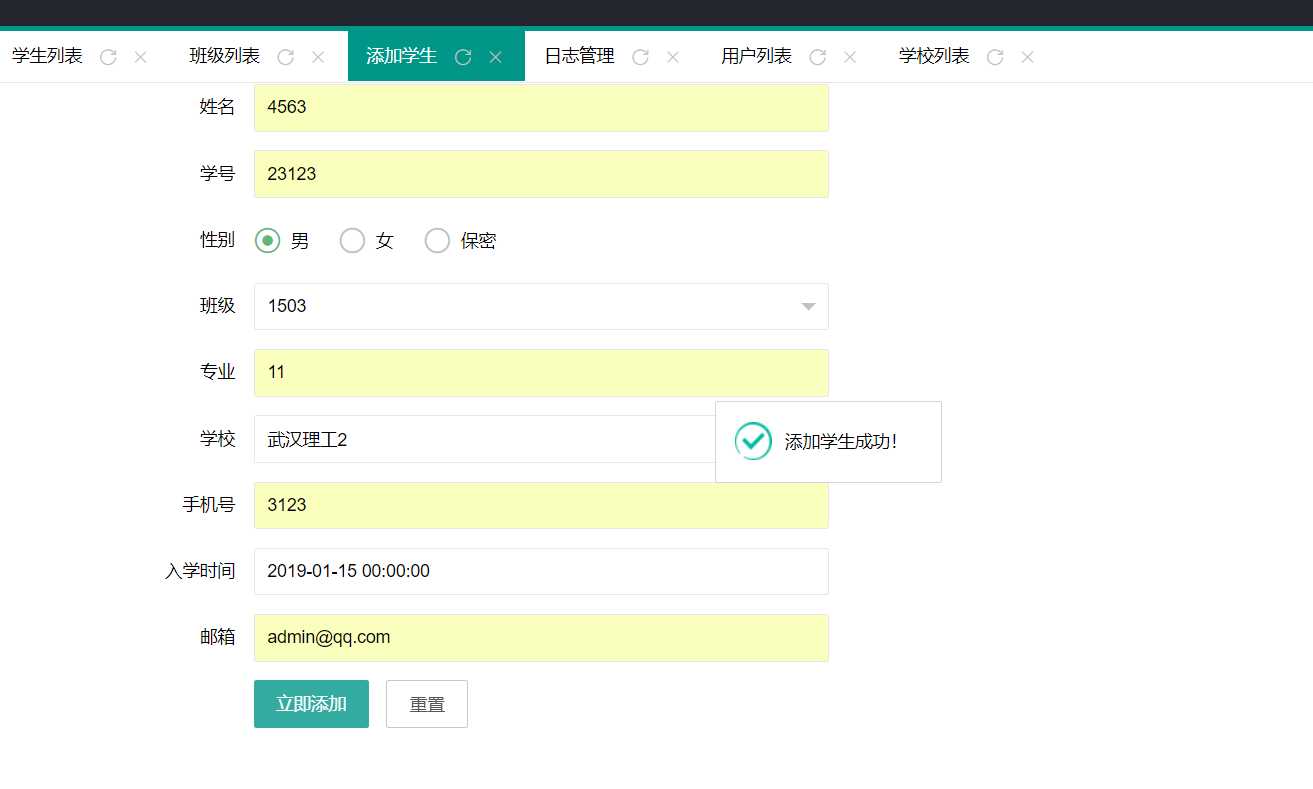 学生列表 班级列表 添加学生 日志管理 用户列表 学校列表
姓名 4563
学号 23123
性别 男 女 保密
班级 1503
专业 11
学校 武汉理工2
添加学生成功!
手机号 3123
入学时间 2019-01-15 00:00:00
邮箱 admin@qq.com
立即添加 重置